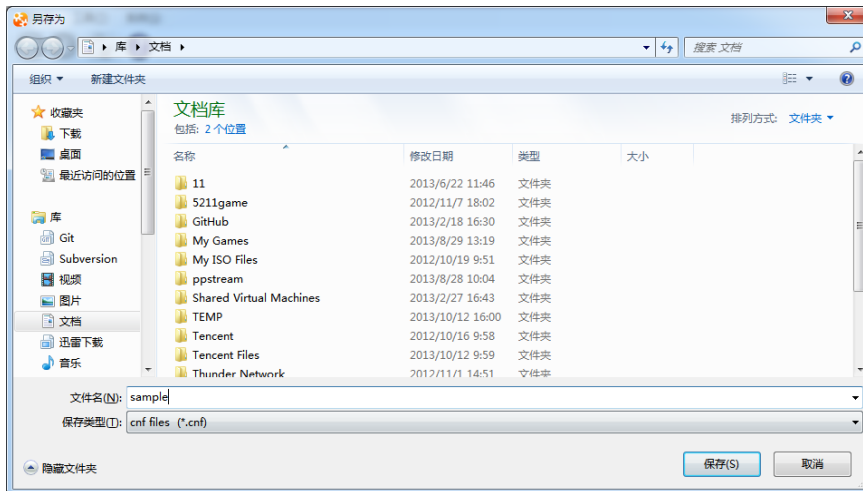 另存为
库 文档
搜索 文档
组织 新建文件夹
收藏夹
下载
桌面
最近访问的位置
库
Git
Subversion
视频
图片
文档
迅雷下载
音乐
文档库
包括: 2 个位置
排列方式: 文件夹
名称 修改日期 类型 大小
11 2013/6/22 11:46 文件夹
5211game 2012/11/7 18:02 文件夹
GitHub 2013/2/18 16:30 文件夹
My Games 2013/8/29 13:19 文件夹
My ISO Files 2012/10/19 9:51 文件夹
ppstream 2013/8/28 10:04 文件夹
Shared Virtual Machines 2013/2/27 16:43 文件夹
TEMP 2013/10/12 16:00 文件夹
Tencent 2012/10/16 9:58 文件夹
Tencent Files 2013/10/12 9:59 文件夹
Thunder Network 2012/11/1 14:51 文件夹
文件名(N): sample
保存类型(T): cnf files (*.cnf)
隐藏文件夹 保存(S) 取消